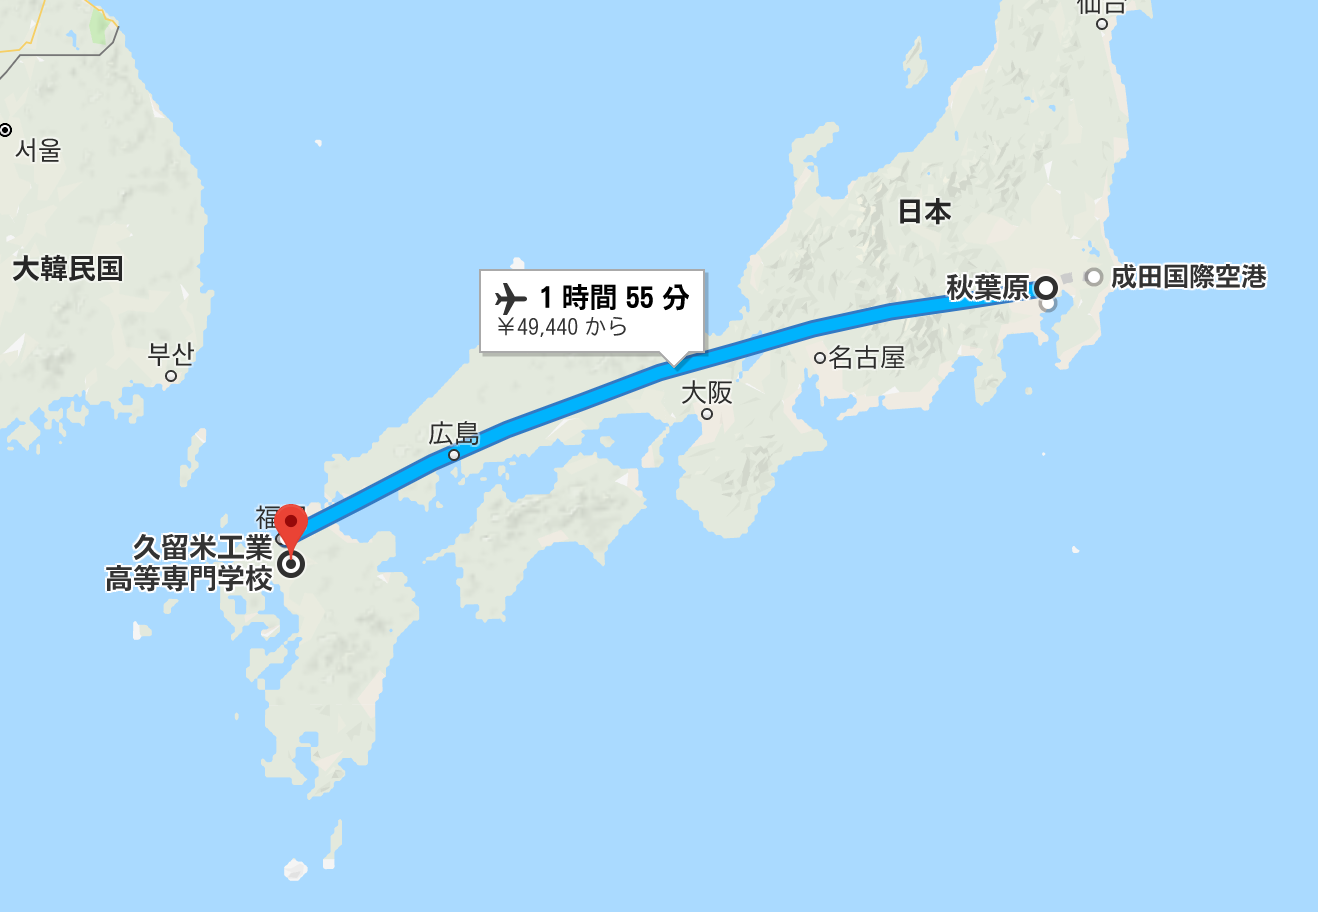 仙台
서울
日本
大韓民国
秋葉原
成田国際空港
1 時間 55 分
￥49,440 から
부산
名古屋
大阪
広島
久留米工業
高等専門学校